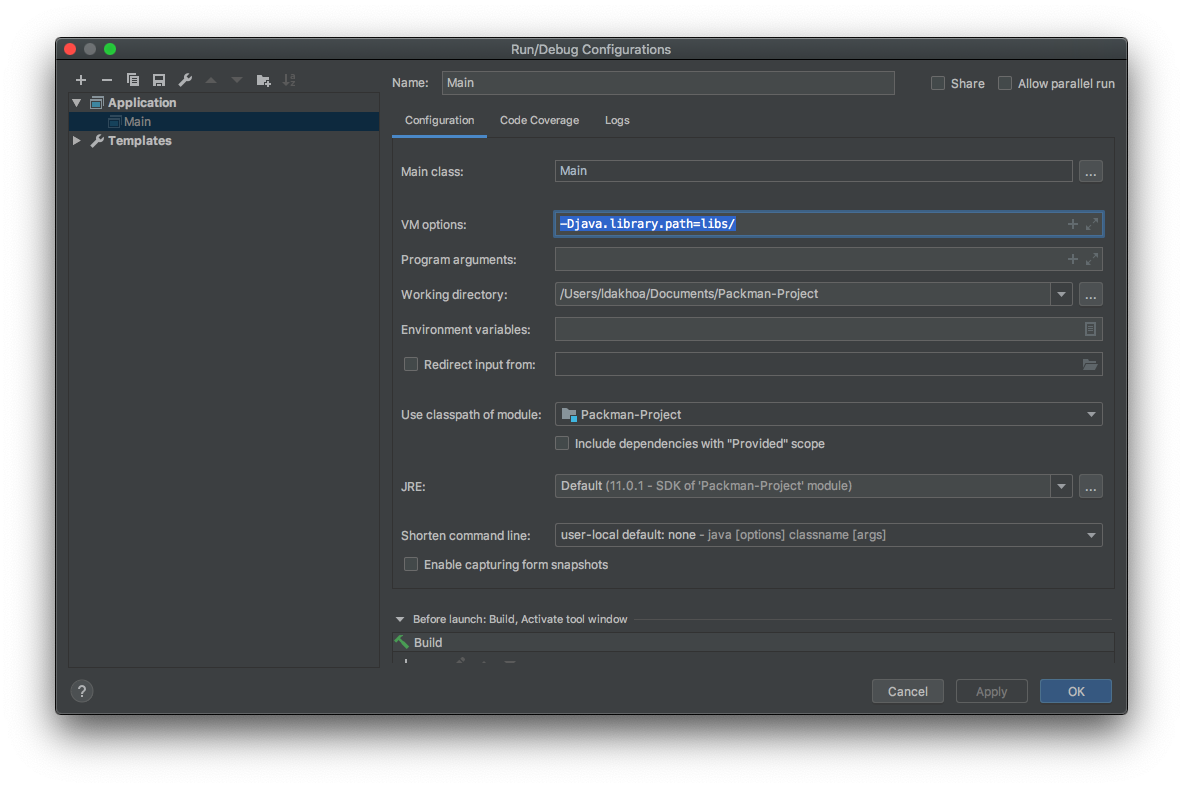 Run/Debug Configurations
Name: Main Share Allow parallel run
Application
Main
Templates
Configuration Code Coverage Logs
Main class: Main ...
VM options: -Djava.library.path=libs/
Program arguments:
Working directory: /Users/ldakhoa/Documents/Packman-Project ...
Environment variables:
Redirect input from:
Use classpath of module: Packman-Project
Include dependencies with "Provided" scope
JRE: Default (11.0.1 - SDK of 'Packman-Project' module) ...
Shorten command line: user-local default: none - java [options] classname [args]
Enable capturing form snapshots
Before launch: Build, Activate tool window
Build
? Cancel Apply OK